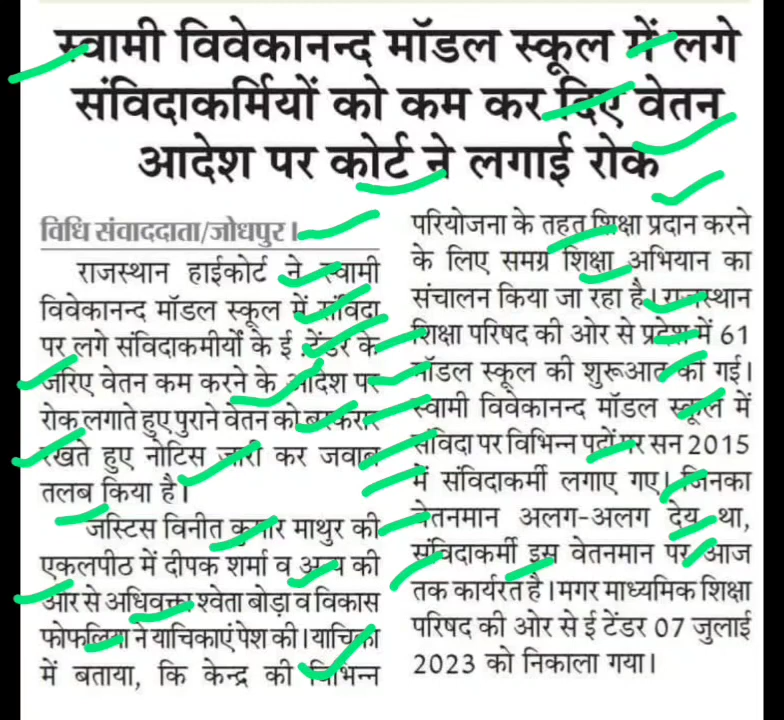 स्वामी विवेकानन्द मॉडल स्कूल में लगे
संविदाकर्मियों को कम कर दिए वेतन
आदेश पर कोर्ट ने लगाई रोक
विधि संवाददाता/जोधपुर।
राजस्थान हाईकोर्ट ने स्वामी
विवेकानन्द मॉडल स्कूल में संविदा
पर लगे संविदाकमीर्यों के ई टेंडर के
जरिए वेतन कम करने के आदेश पर
रोक लगाते हुए पुराने वेतन को बरकरार
रखते हुए नोटिस जारी कर जवाब
तलब किया है।
जस्टिस विनीत कुमार माथुर की
एकलपीठ में दीपक शर्मा व अन्य की
ओर से अधिवक्ता श्वेता बोड़ा व विकास
फोफलिया ने याचिकाएं पेश की। याचिका
में बताया, कि केन्द्र की विभिन्न
परियोजना के तहत शिक्षा प्रदान करने
के लिए समग्र शिक्षा अभियान का
संचालन किया जा रहा है। राजस्थान
शिक्षा परिषद की ओर से प्रदेश में 61
मॉडल स्कूल की शुरूआत की गई।
स्वामी विवेकानन्द मॉडल स्कूल में
संविदा पर विभिन्न पदों पर सन 2015
में संविदाकर्मी लगाए गए। जिनका
वेतनमान अलग-अलग देय था,
संविदाकर्मी इस वेतनमान पर आज
तक कार्यरत है। मगर माध्यमिक शिक्षा
परिषद की ओर से ई टेंडर 07 जुलाई
2023 को निकाला गया।